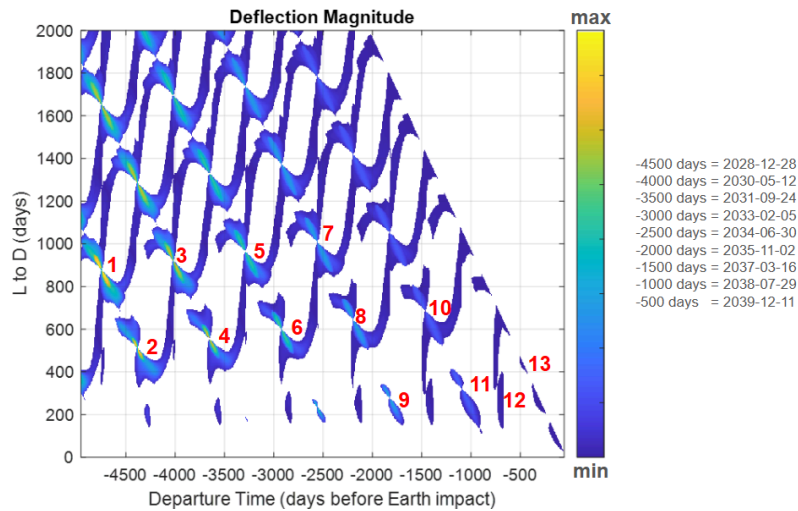 Deflection Magnitude
max
2000
1800
1600
1400
1200
1000
800
600
400
200
0
L to D (days)
1
2
3
4
5
6
7
8
9
10
11
12
13
-4500 -4000 -3500 -3000 -2500 -2000 -1500 -1000 -500
Departure Time (days before Earth impact)
min
-4500 days = 2028-12-28
-4000 days = 2030-05-12
-3500 days = 2031-09-24
-3000 days = 2033-02-05
-2500 days = 2034-06-30
-2000 days = 2035-11-02
-1500 days = 2037-03-16
-1000 days = 2038-07-29
-500 days = 2039-12-11